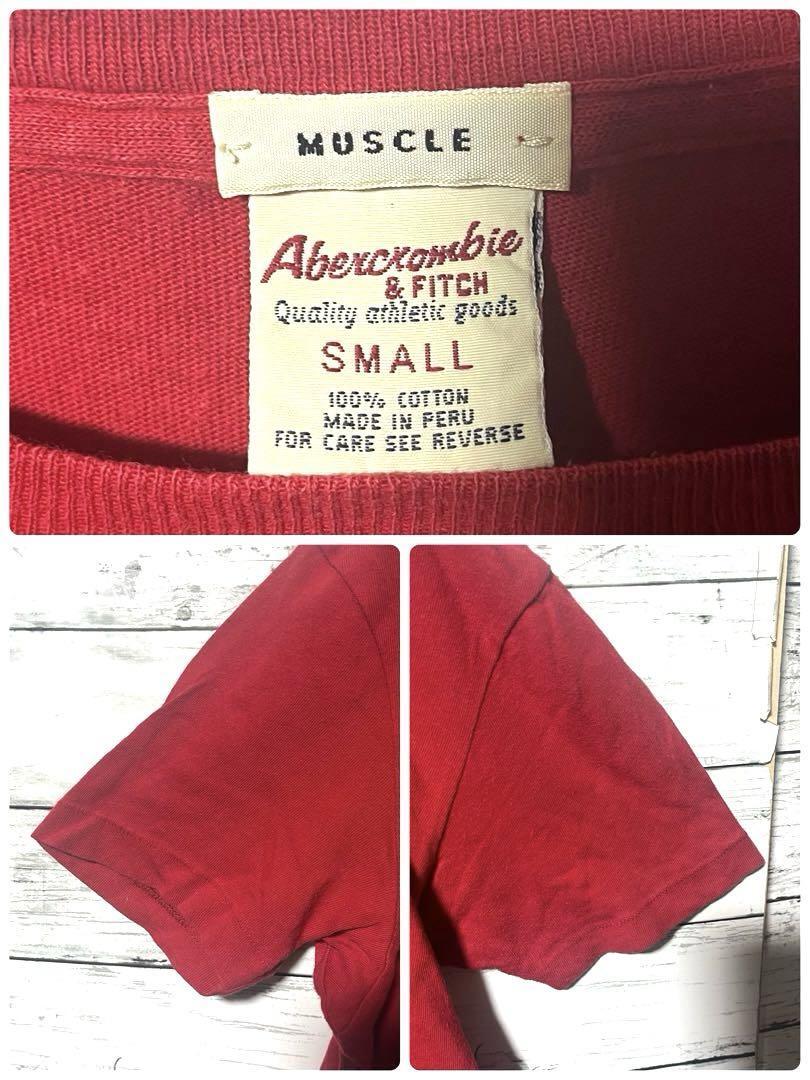 MUSCLE
Abercrombie
& FITCH
Quality athletic goods
SMALL
100% COTTON
MADE IN PERU
FOR CARE SEE REVERSE